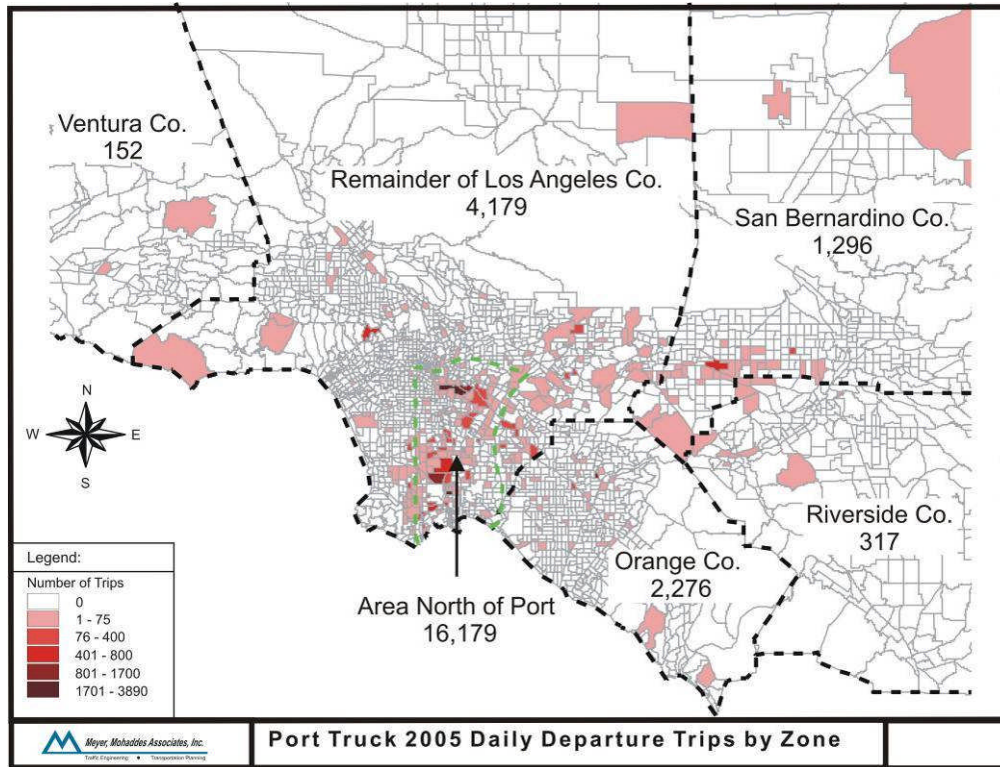 Ventura Co.
152
Remainder of Los Angeles Co.
4,179
San Bernardino Co.
1,296
N
W
E
S
Riverside Co.
317
Orange Co.
2,276
Area North of Port
16,179
Legend:
Number of Trips
0
1 - 75
76 - 400
401 - 800
801 - 1700
1701 - 3890
Meyer, Mohaddes Associates, Inc.
Traffic Engineering • Transportation Planning
Port Truck 2005 Daily Departure Trips by Zone